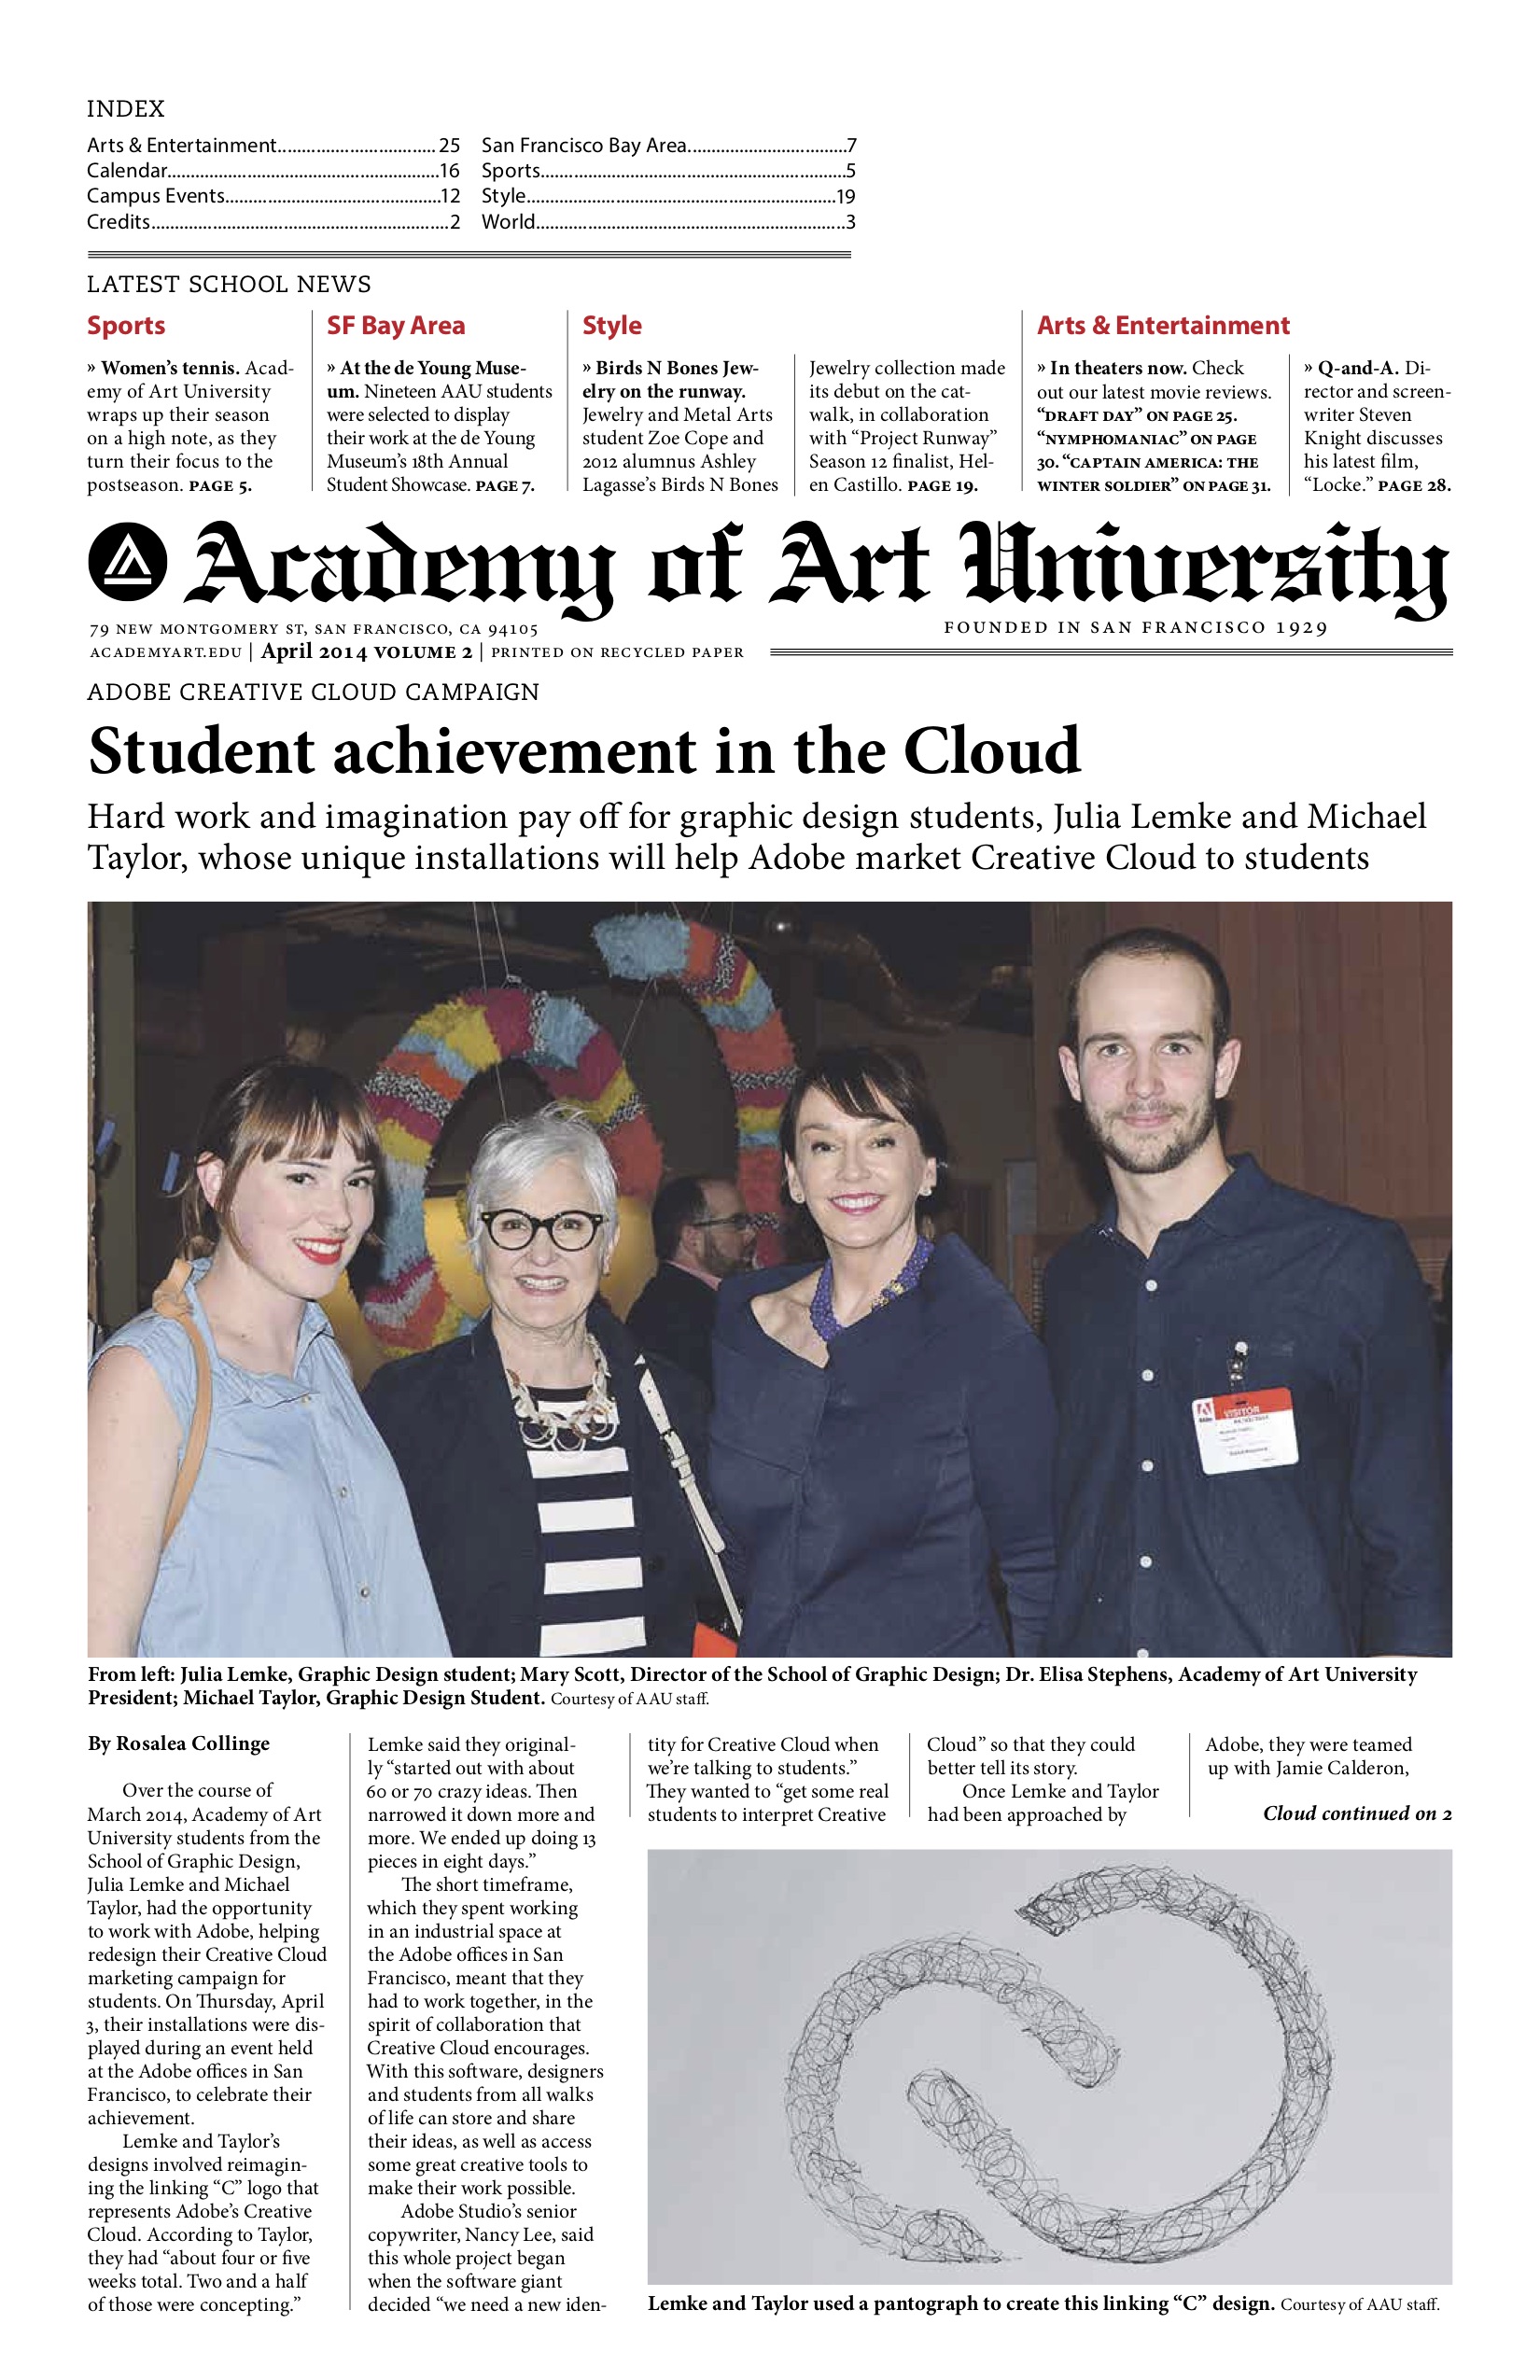 INDEX
Arts & Entertainment............................... 25
Calendar.....................................................16
Campus Events..........................................12
Credits..........................................................2
San Francisco Bay Area...............................7
Sports...........................................................5
Style............................................................19
World............................................................3
LATEST SCHOOL NEWS
Sports
» Women’s tennis. Acad-
emy of Art University
wraps up their season
on a high note, as they
turn their focus to the
postseason. PAGE 5.
SF Bay Area
» At the de Young Muse-
um. Nineteen AAU students
were selected to display
their work at the de Young
Museum’s 18th Annual
Student Showcase. PAGE 7.
Style
» Birds N Bones Jew-
elry on the runway.
Jewelry and Metal Arts
student Zoe Cope and
2012 alumnus Ashley
Lagasse’s Birds N Bones
Jewelry collection made
its debut on the cat-
walk, in collaboration
with “Project Runway”
Season 12 finalist, Hel-
en Castillo. PAGE 19.
Arts & Entertainment
» In theaters now. Check
out our latest movie reviews.
“DRAFT DAY” ON PAGE 25.
“NYMPHOMANIAC” ON PAGE
30. “CAPTAIN AMERICA: THE
WINTER SOLDIER” ON PAGE 31.
» Q-and-A. Di-
rector and screen-
writer Steven
Knight discusses
his latest film,
“Locke.” PAGE 28.
Academy of Art University
79 NEW MONTGOMERY ST, SAN FRANCISCO, CA 94105
FOUNDED IN SAN FRANCISCO 1929
ACADEMYART.EDU | April 2014 VOLUME 2 | PRINTED ON RECYCLED PAPER
ADOBE CREATIVE CLOUD CAMPAIGN
Student achievement in the Cloud
Hard work and imagination pay off for graphic design students, Julia Lemke and Michael
Taylor, whose unique installations will help Adobe market Creative Cloud to students
VISITOR
From left: Julia Lemke, Graphic Design student; Mary Scott, Director of the School of Graphic Design; Dr. Elisa Stephens, Academy of Art University
President; Michael Taylor, Graphic Design Student. Courtesy of AAU staff.
By Rosalea Collinge
Over the course of
March 2014, Academy of Art
University students from the
School of Graphic Design,
Julia Lemke and Michael
Taylor, had the opportunity
to work with Adobe, helping
redesign their Creative Cloud
marketing campaign for
students. On Thursday, April
3, their installations were dis-
played during an event held
at the Adobe offices in San
Francisco, to celebrate their
achievement.
Lemke and Taylor’s
designs involved reimagin-
ing the linking “C” logo that
represents Adobe’s Creative
Cloud. According to Taylor,
they had “about four or five
weeks total. Two and a half
of those were concepting.”
Lemke said they original-
ly “started out with about
60 or 70 crazy ideas. Then
narrowed it down more and
more. We ended up doing 13
pieces in eight days.”
The short timeframe,
which they spent working
in an industrial space at
the Adobe offices in San
Francisco, meant that they
had to work together, in the
spirit of collaboration that
Creative Cloud encourages.
With this software, designers
and students from all walks
of life can store and share
their ideas, as well as access
some great creative tools to
make their work possible.
Adobe Studio’s senior
copywriter, Nancy Lee, said
this whole project began
when the software giant
decided “we need a new iden-
tity for Creative Cloud when
we’re talking to students.”
They wanted to “get some real
students to interpret Creative
Cloud” so that they could
better tell its story.
Once Lemke and Taylor
had been approached by
Adobe, they were teamed
up with Jamie Calderon,
Cloud continued on 2
Lemke and Taylor used a pantograph to create this linking “C” design. Courtesy of AAU staff.